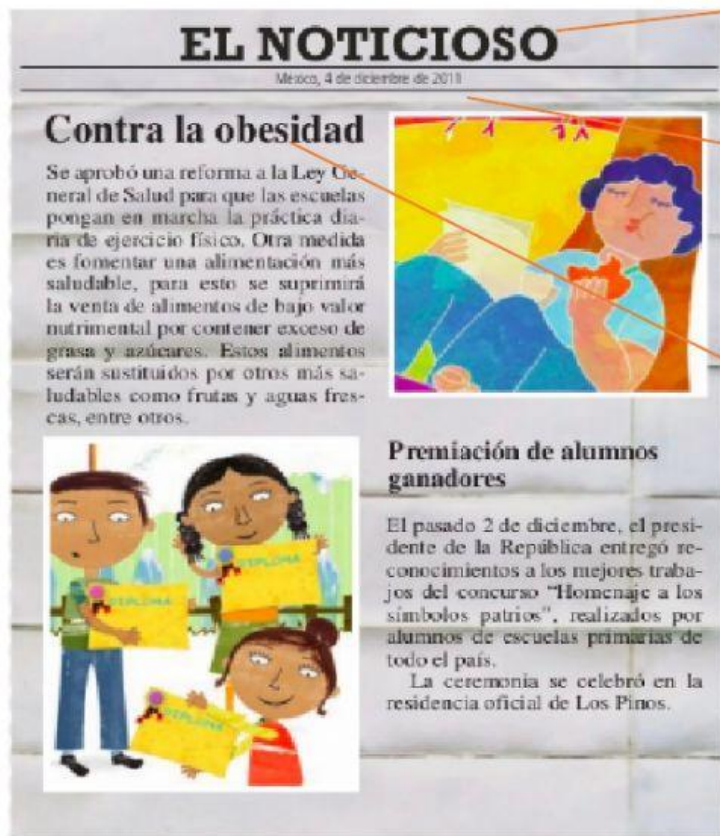 EL NOTICIOSO
México, 4 de diciembre de 2011
Contra la obesidad
Se aprobó una reforma a la Ley Ge-
neral de Salud para que las escuelas
pongan en marcha la práctica dia-
ria de ejercicio físico. Otra medida
es fomentar una alimentación más
saludable, para esto se suprimirá
la venta de alimentos de bajo valor
nutrimental por contener exceso de
grasa y azúcares. Estos alimentos
serán sustituidos por otros más sa-
ludables como frutas y aguas fres-
cas, entre otros.
DIPLOMA
DIPLOMA
DIPLOMA
Premiación de alumnos
ganadores
El pasado 2 de diciembre, el presi-
dente de la República entregó re-
conocimientos a los mejores traba-
jos del concurso “Homenaje a los
símbolos patrios”, realizados por
alumnos de escuelas primarias de
todo el país.
La ceremonia se celebró en la
residencia oficial de Los Pinos.